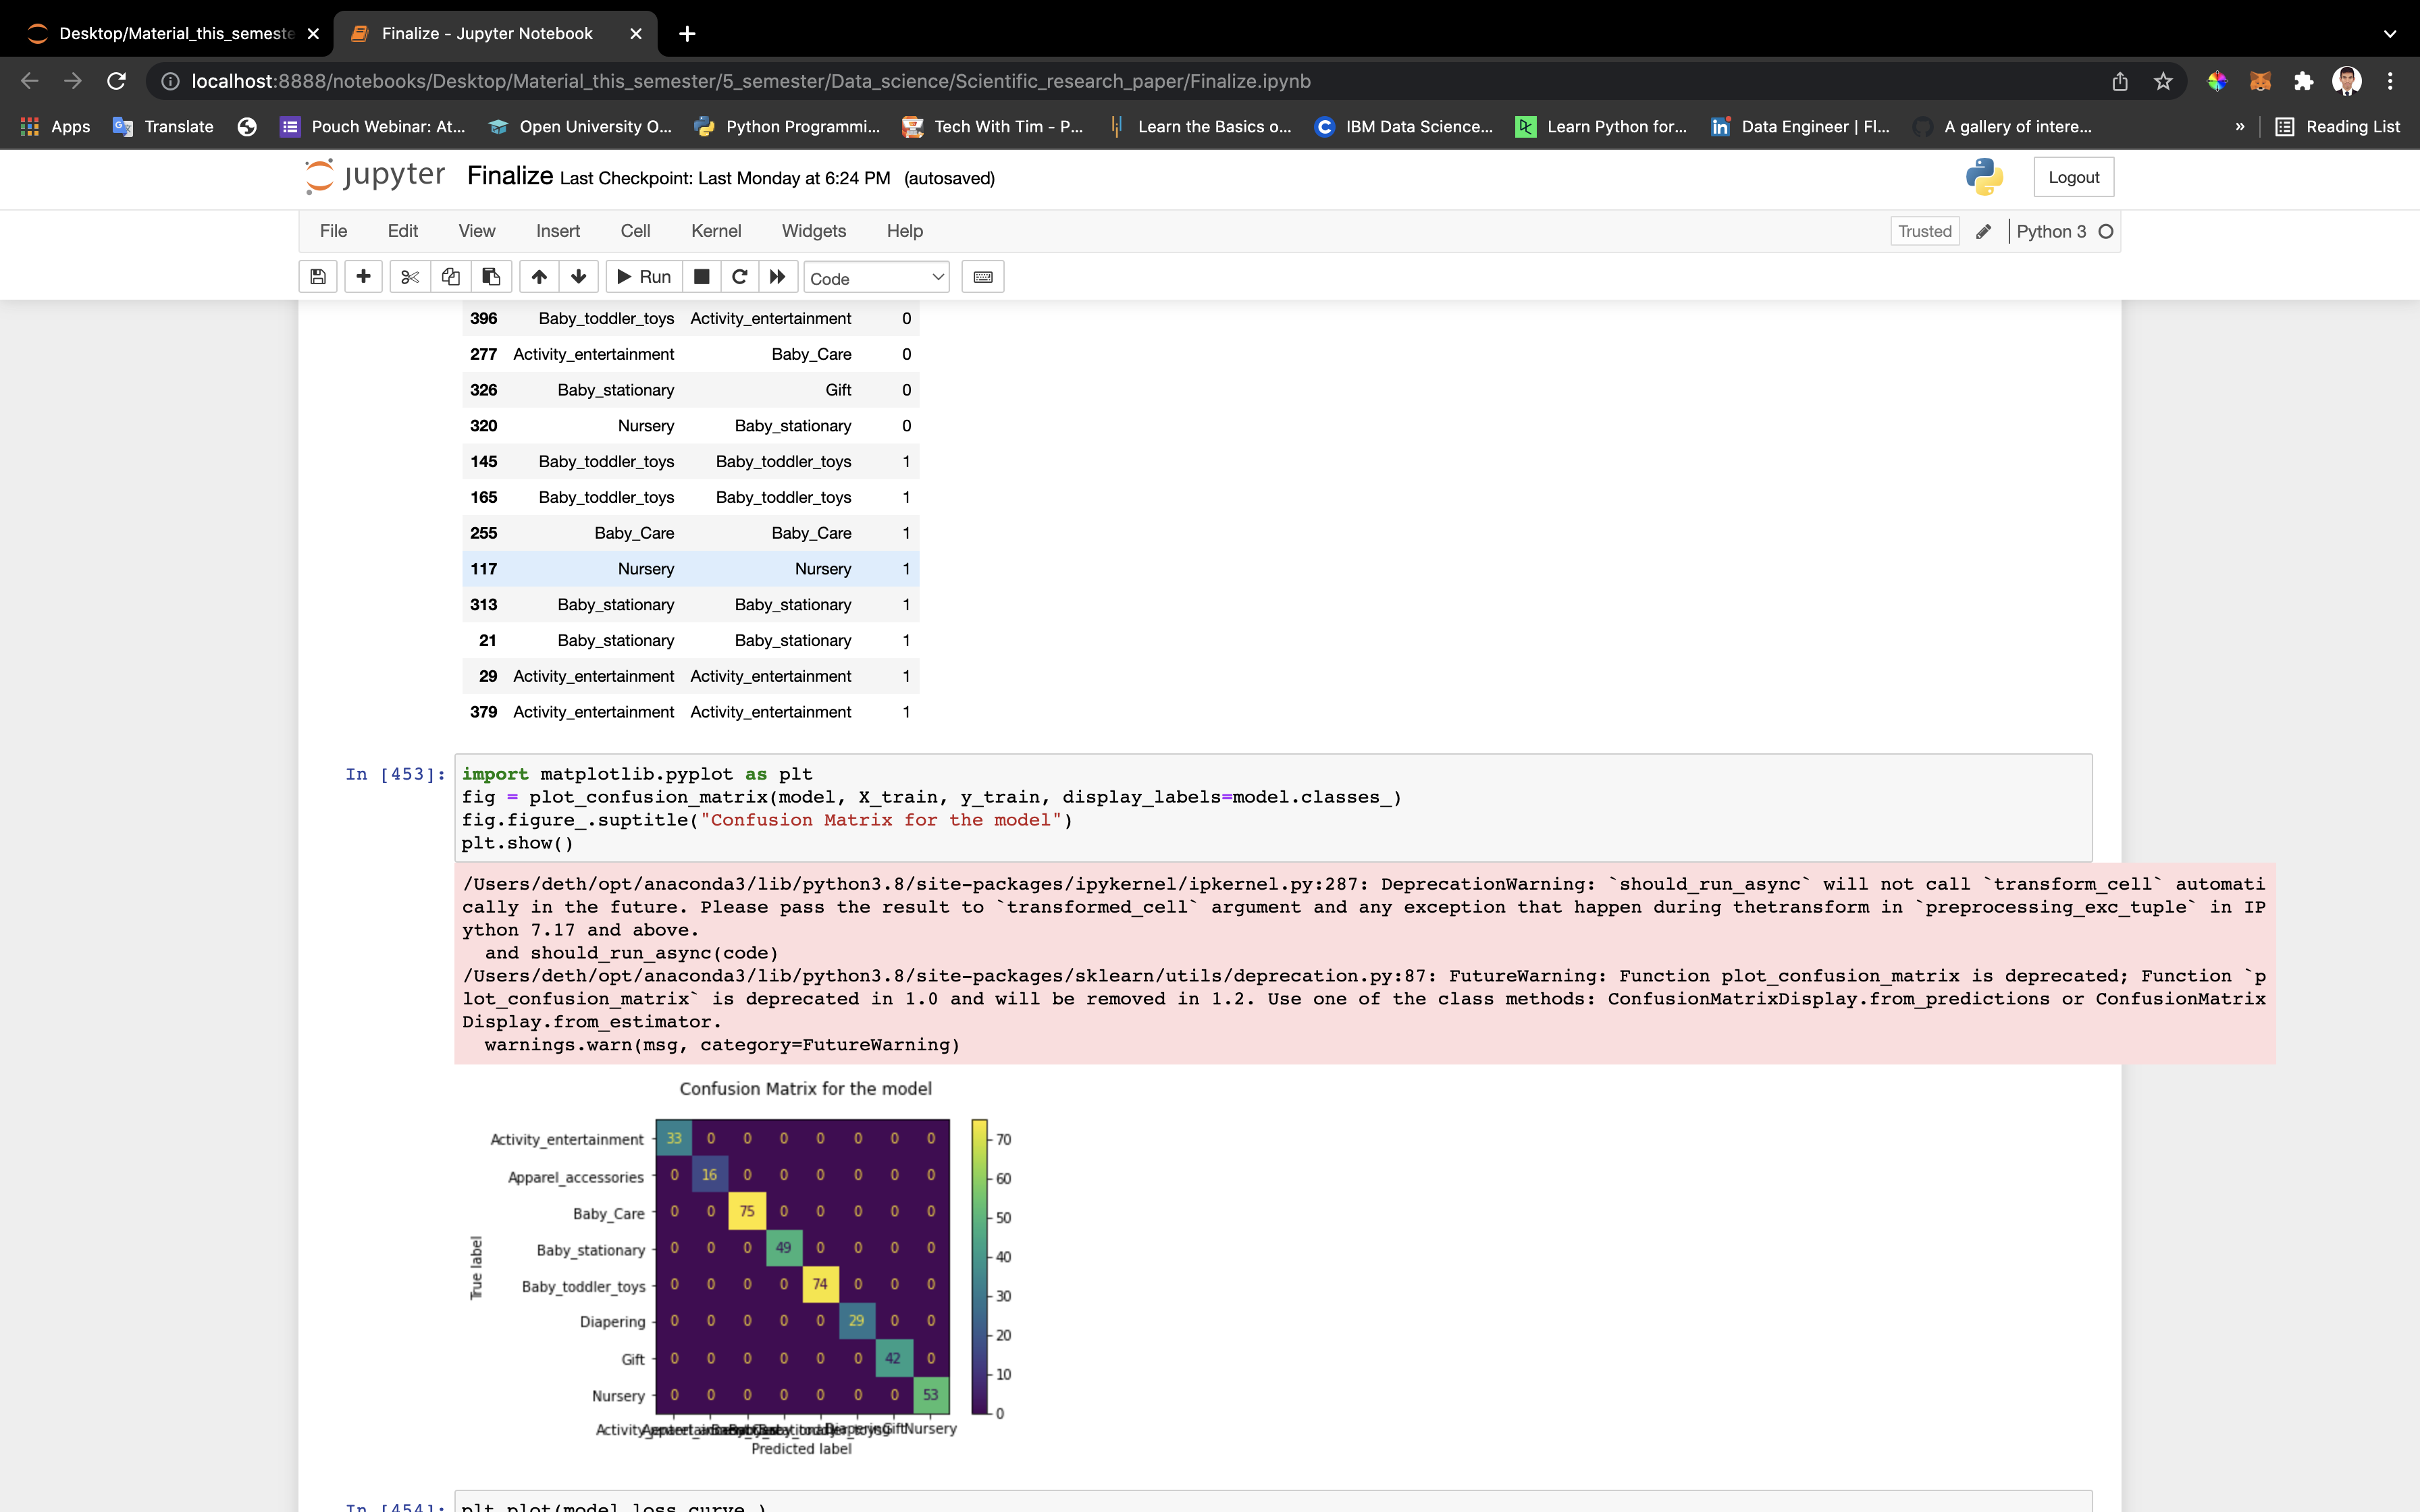 Desktop/Material_this_semeste
Finalize - Jupyter Notebook
localhost:8888/notebooks/Desktop/Material_this_semester/5_semester/Data_science/Scientific_research_paper/Finalize.ipynb
Apps Translate Pouch Webinar: At... Open University O... Python Programmi... Tech With Tim - P... Learn the Basics o... IBM Data Science... Learn Python for... Data Engineer | Fl... A gallery of intere... » Reading List
jupyter Finalize Last Checkpoint: Last Monday at 6:24 PM (autosaved) Logout
File Edit View Insert Cell Kernel Widgets Help Trusted Python 3
Run Code
396 Baby_toddler_toys Activity_entertainment 0
277 Activity_entertainment Baby_Care 0
326 Baby_stationary Gift 0
320 Nursery Baby_stationary 0
145 Baby_toddler_toys Baby_toddler_toys 1
165 Baby_toddler_toys Baby_toddler_toys 1
255 Baby_Care Baby_Care 1
117 Nursery Nursery 1
313 Baby_stationary Baby_stationary 1
21 Baby_stationary Baby_stationary 1
29 Activity_entertainment Activity_entertainment 1
379 Activity_entertainment Activity_entertainment 1
In [453]: import matplotlib.pyplot as plt
fig = plot_confusion_matrix(model, X_train, y_train, display_labels=model.classes_)
fig.figure_.suptitle("Confusion Matrix for the model")
plt.show()
/Users/deth/opt/anaconda3/lib/python3.8/site-packages/ipykernel/ipkernel.py:287: DeprecationWarning: `should_run_async` will not call `transform_cell` automati
cally in the future. Please pass the result to `transformed_cell` argument and any exception that happen during thetransform in `preprocessing_exc_tuple` in IP
ython 7.17 and above.
and should_run_async(code)
/Users/deth/opt/anaconda3/lib/python3.8/site-packages/sklearn/utils/deprecation.py:87: FutureWarning: Function plot_confusion_matrix is deprecated; Function `p
lot_confusion_matrix` is deprecated in 1.0 and will be removed in 1.2. Use one of the class methods: ConfusionMatrixDisplay.from_predictions or ConfusionMatrix
Display.from_estimator.
warnings.warn(msg, category=FutureWarning)
Confusion Matrix for the model
True label
Activity_entertainment 33 0 0 0 0 0 0 0
Apparel_accessories 0 16 0 0 0 0 0 0
Baby_Care 0 0 75 0 0 0 0 0
Baby_stationary 0 0 0 49 0 0 0 0
Baby_toddler_toys 0 0 0 0 74 0 0 0
Diapering 0 0 0 0 0 29 0 0
Gift 0 0 0 0 0 0 42 0
Nursery 0 0 0 0 0 0 0 53
70
60
50
40
30
20
10
0
Diapering Gift Nursery
Predicted label
In [454]: plt.plot(model.loss_curve_)